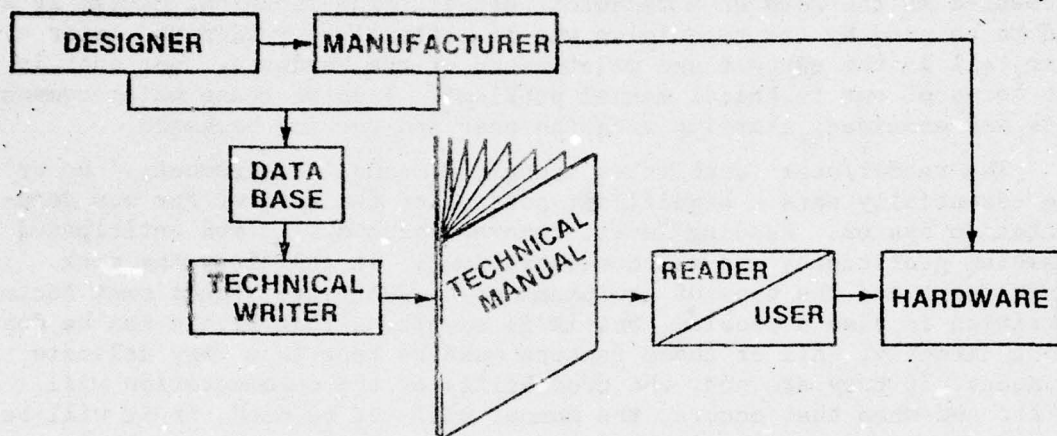 DESIGNER
MANUFACTURER
DATA
BASE
TECHNICAL
WRITER
TECHNICAL
MANUAL
READER
USER
HARDWARE